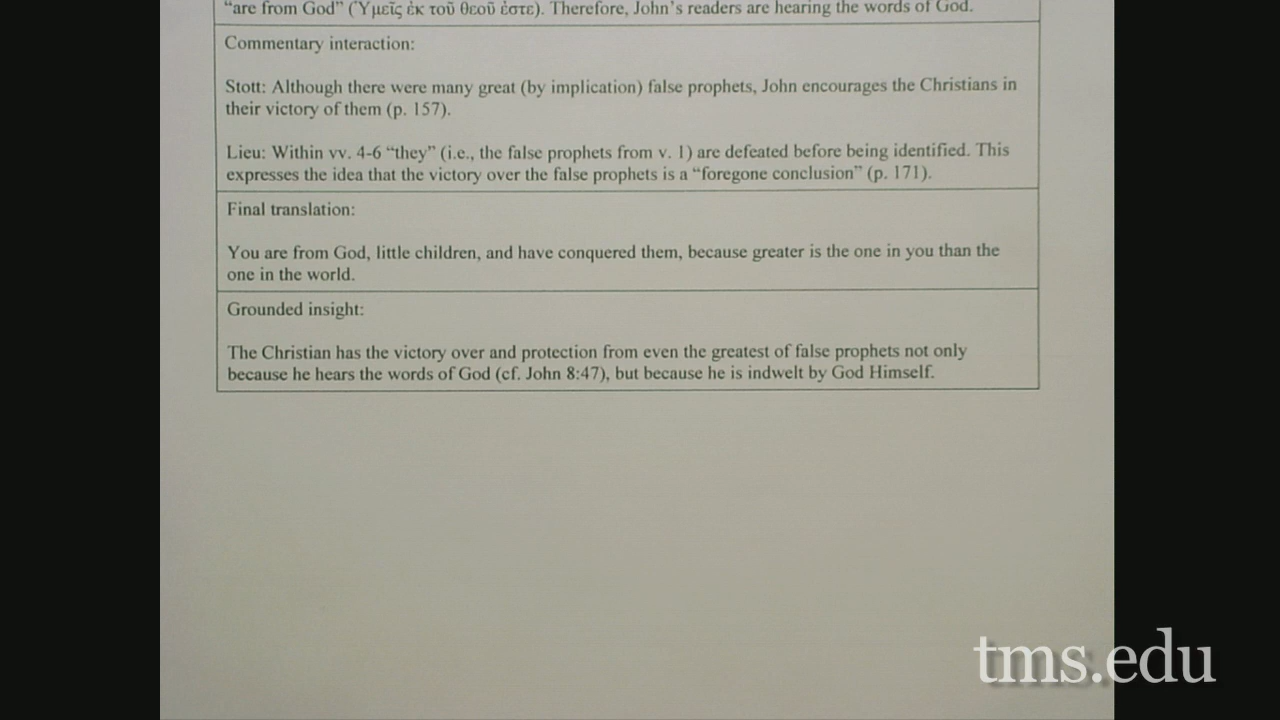 “are from God” (Ὑμεῖς ἐκ τοῦ θεοῦ ἐστε). Therefore, John’s readers are hearing the words of God.
Commentary interaction:
Stott: Although there were many great (by implication) false prophets, John encourages the Christians in
their victory of them (p. 157).
Lieu: Within vv. 4-6 “they” (i.e., the false prophets from v. 1) are defeated before being identified. This
expresses the idea that the victory over the false prophets is a “foregone conclusion” (p. 171).
Final translation:
You are from God, little children, and have conquered them, because greater is the one in you than the
one in the world.
Grounded insight:
The Christian has the victory over and protection from even the greatest of false prophets not only
because he hears the words of God (cf. John 8:47), but because he is indwelt by God Himself.
tms.edu